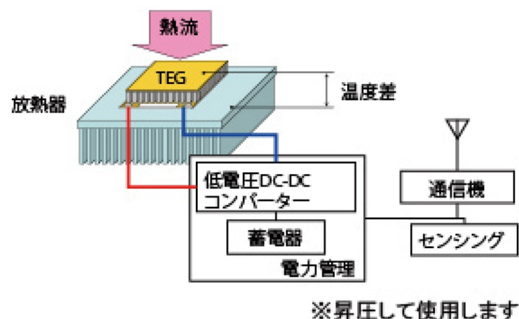 熱流
TEG
放熱器
温度差
低電圧DC-DC
コンバーター
蓄電器
電力管理
通信機
センシング
※昇圧して使用します